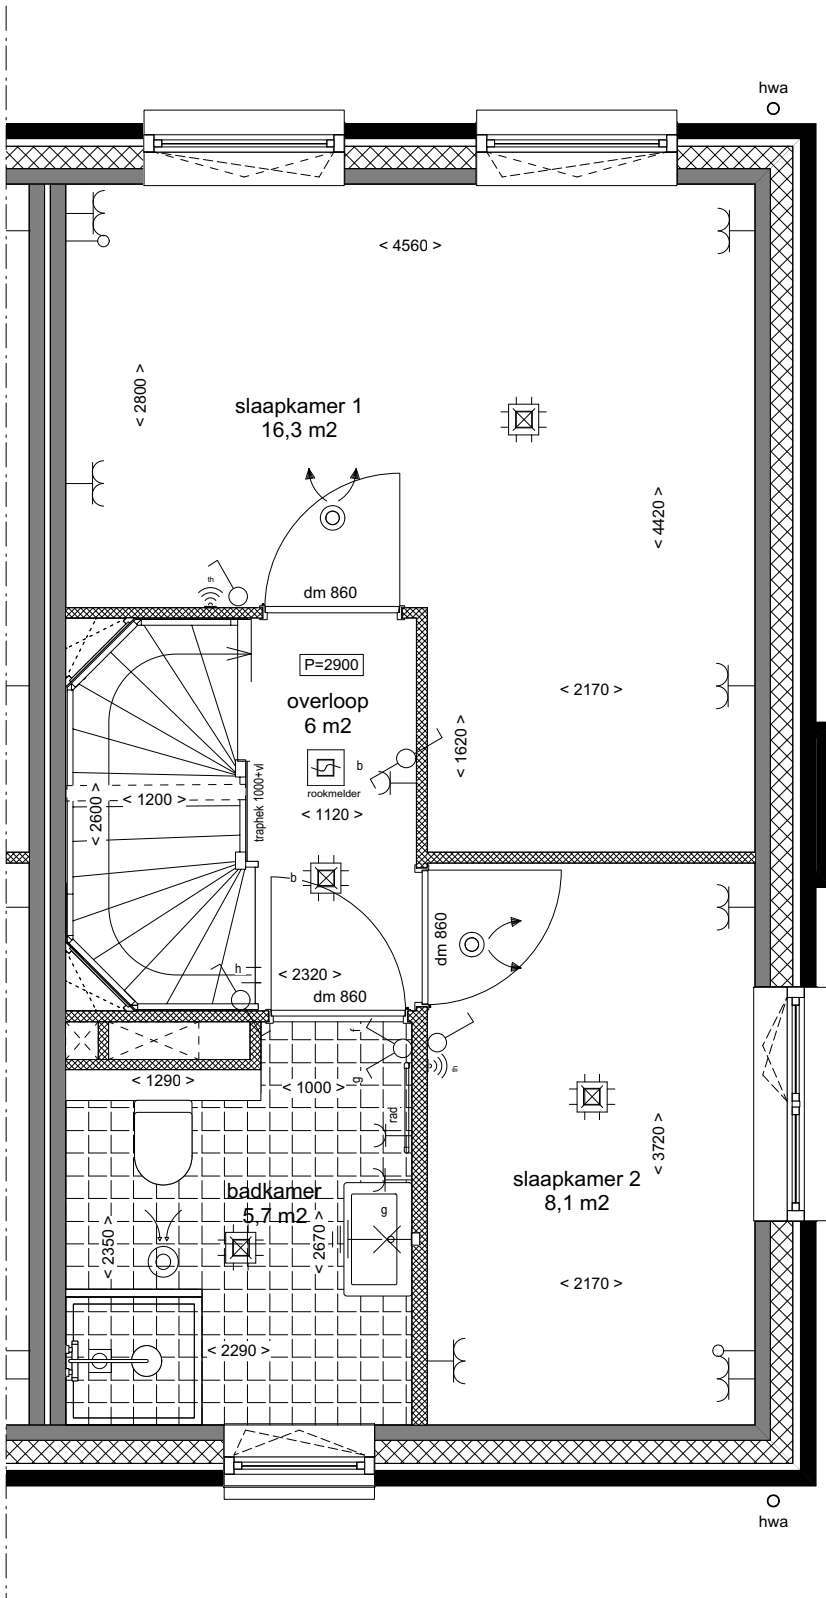 hwa
< 4560 >
< 2800 >
slaapkamer 1
16,3 m2
< 4420 >
th
dm 860
P=2900
overloop
6 m2
< 2170 >
< 1620 >
b
rookmelder
< 2600 >
< 1200 >
traphek 1000+vl
< 1120 >
b
dm 860
h
< 2320 >
dm 860
f
g
th
< 1290 >
< 1000 >
rad
< 3720 >
badkamer
5,7 m2
slaapkamer 2
8,1 m2
g
< 2350 >
< 2670 >
< 2170 >
< 2290 >
hwa